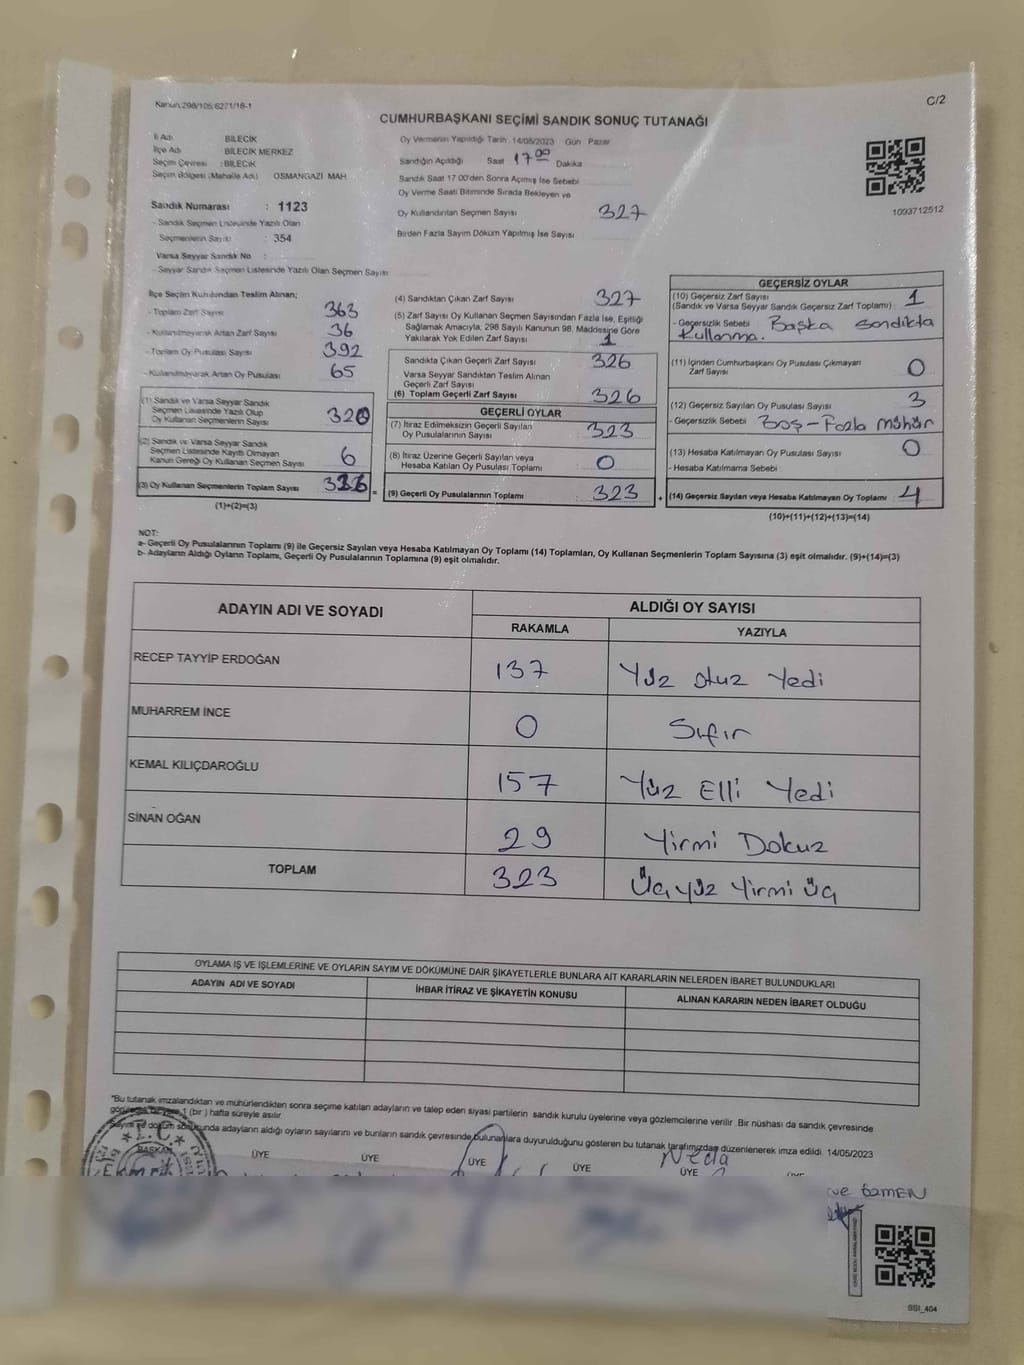 Kanun:298/105;6271/18-1
C/2
CUMHURBAŞKANI SEÇİMİ SANDIK SONUÇ TUTANAĞI
İli Adı BİLECİK
İlçe Adı BİLECİK MERKEZ
Seçim Çevresi : BİLECİK
Seçim Bölgesi (Mahalle Adı) OSMANGAZİ MAH
Sandık Numarası : 1123
- Sandık Seçmen Listesinde Yazılı Olan
Seçmenlerin Sayısı : 354
Varsa Seyyar Sandık No
- Seyyar Sandık Seçmen Listesinde Yazılı Olan Seçmen Sayısı
Oy Vermenin Yapıldığı Tarih : 14/05/2023 Gün : Pazar
Sandığın Açıldığı Saat 17 00 Dakika
Sandık Saat 17:00'den Sonra Açılmış İse Sebebi
Oy Verme Saati Bitiminde Sırada Bekleyen ve
Oy Kullandırılan Seçmen Sayısı 327
Birden Fazla Sayım Döküm Yapılmış İse Sayısı
1093712512
İlçe Seçim Kurulundan Teslim Alınan;
- Toplam Zarf Sayısı 363
- Kullanılmayarak Artan Zarf Sayısı 36
- Toplam Oy Pusulası Sayısı 392
- Kullanılmayarak Artan Oy Pusulası 65
(1) Sandık ve Varsa Seyyar Sandık
Seçmen Listesinde Yazılı Olup
Oy Kullanan Seçmenlerin Sayısı 320
(2) Sandık ve Varsa Seyyar Sandık
Seçmen Listesinde Kayıtlı Olmayan
Kanun Gereği Oy Kullanan Seçmen Sayısı 6
(3) Oy Kullanan Seçmenlerin Toplam Sayısı
(1)+(2)=(3)
(4) Sandıktan Çıkan Zarf Sayısı 327
(5) Zarf Sayısı Oy Kullanan Seçmen Sayısından Fazla İse, Eşitliği
Sağlamak Amacıyla, 298 Sayılı Kanunun 98. Maddesine Göre
Yakılarak Yok Edilen Zarf Sayısı 1
Sandıkta Çıkan Geçerli Zarf Sayısı 326
Varsa Seyyar Sandıktan Teslim Alınan
Geçerli Zarf Sayısı
(6) Toplam Geçerli Zarf Sayısı 326
GEÇERLİ OYLAR
(7) İtiraz Edilmeksizin Geçerli Sayılan
Oy Pusulalarının Sayısı 323
(8) İtiraz Üzerine Geçerli Sayılan veya
Hesaba Katılan Oy Pusulası Toplamı 0
= (9) Geçerli Oy Pusulalarının Toplamı : 323
GEÇERSİZ OYLAR
(10) Geçersiz Zarf Sayısı
(Sandık ve Varsa Seyyar Sandık Geçersiz Zarf Toplamı) : 1
- Geçersizlik Sebebi Başka sandıkta
Kullanma.
(11) İçinden Cumhurbaşkanı Oy Pusulası Çıkmayan
Zarf Sayısı 0
(12) Geçersiz Sayılan Oy Pusulası Sayısı 3
- Geçersizlik Sebebi Boş-Fazla Mühür
(13) Hesaba Katılmayan Oy Pusulası Sayısı 0
- Hesaba Katılmama Sebebi
+ (14) Geçersiz Sayılan veya Hesaba Katılmayan Oy Toplamı : 4
(10)+(11)+(12)+(13)=(14)
NOT:
a- Geçerli Oy Pusulalarının Toplamı (9) ile Geçersiz Sayılan veya Hesaba Katılmayan Oy Toplamı (14) Toplamları, Oy Kullanan Seçmenlerin Toplam Sayısına (3) eşit olmalıdır. (9)+(14)=(3)
b- Adayların Aldığı Oyların Toplamı, Geçerli Oy Pusulalarının Toplamına (9) eşit olmalıdır.
ADAYIN ADI VE SOYADI ALDIĞI OY SAYISI
RAKAMLA YAZIYLA
RECEP TAYYİP ERDOĞAN 137 Yüz Otuz Yedi
MUHARREM İNCE 0 Sıfır
KEMAL KILIÇDAROĞLU 157 Yüz Elli Yedi
SİNAN OĞAN 29 Yirmi Dokuz
TOPLAM 323 Üçyüz Yirmi Üç
OYLAMA İŞ VE İŞLEMLERİNE VE OYLARIN SAYIM VE DÖKÜMÜNE DAİR ŞİKAYETLERLE BUNLARA AİT KARARLARIN NELERDEN İBARET BULUNDUKLARI
ADAYIN ADI VE SOYADI İHBAR İTİRAZ VE ŞİKAYETİN KONUSU ALINAN KARARIN NEDEN İBARET OLDUĞU
"Bu tutanak imzalandıktan ve mühürlendikten sonra seçime katılan adayların ve talep eden siyasi partilerin sandık kurulu üyelerine veya gözlemcilerine verilir .Bir nüshası da sandık çevresinde
bir yere 1 (bir ) hafta süreyle asılır.
Sayım ve döküm sonucunda adayların aldığı oyların sayılarını ve bunların sandık çevresinde bulunanlara duyurulduğunu gösteren bu tutanak tarafımızdan düzenlenerek imza edildi. 14/05/2023
BAŞKAN ÜYE ÜYE ÜYE ÜYE ÜYE
T.C.
Neda
ÖZMEN
SSI_404